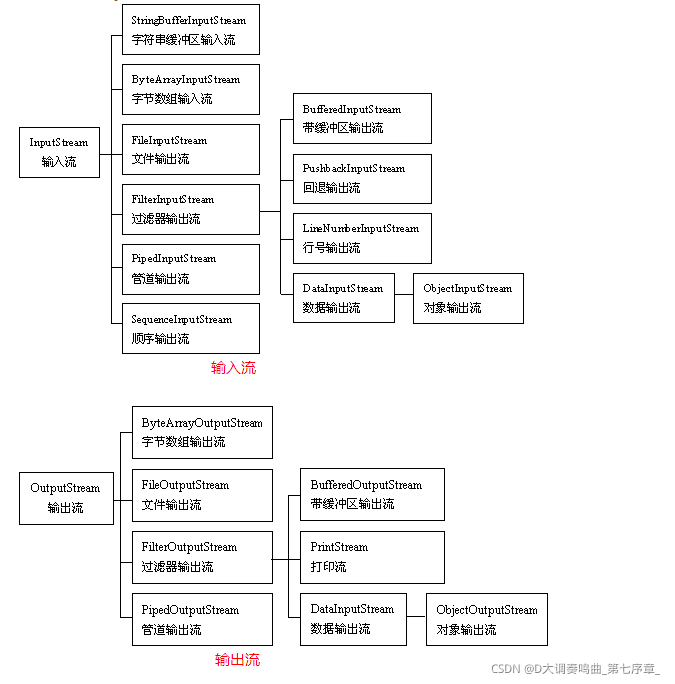 StringBufferInputStream
字符串缓冲区输入流
ByteArrayInputStream
字节数组输入流
InputStream
输入流
FileInputStream
文件输出流
FilterInputStream
过滤器输出流
PipedInputStream
管道输出流
SequenceInputStream
顺序输出流
BufferedInputStream
带缓冲区输出流
PushbackInputStream
回退输出流
LineNumberInputStream
行号输出流
DataInputStream
数据输出流
ObjectInputStream
对象输出流
输入流
ByteArrayOutputStream
字节数组输出流
OutputStream
输出流
FileOutputStream
文件输出流
FilterOutputStream
过滤器输出流
PipedOutputStream
管道输出流
BufferedOutputStream
带缓冲区输出流
PrintStream
打印流
DataInputStream
数据输出流
ObjectOutputStream
对象输出流
输出流
CSDN @D大调奏鸣曲_第七序章_